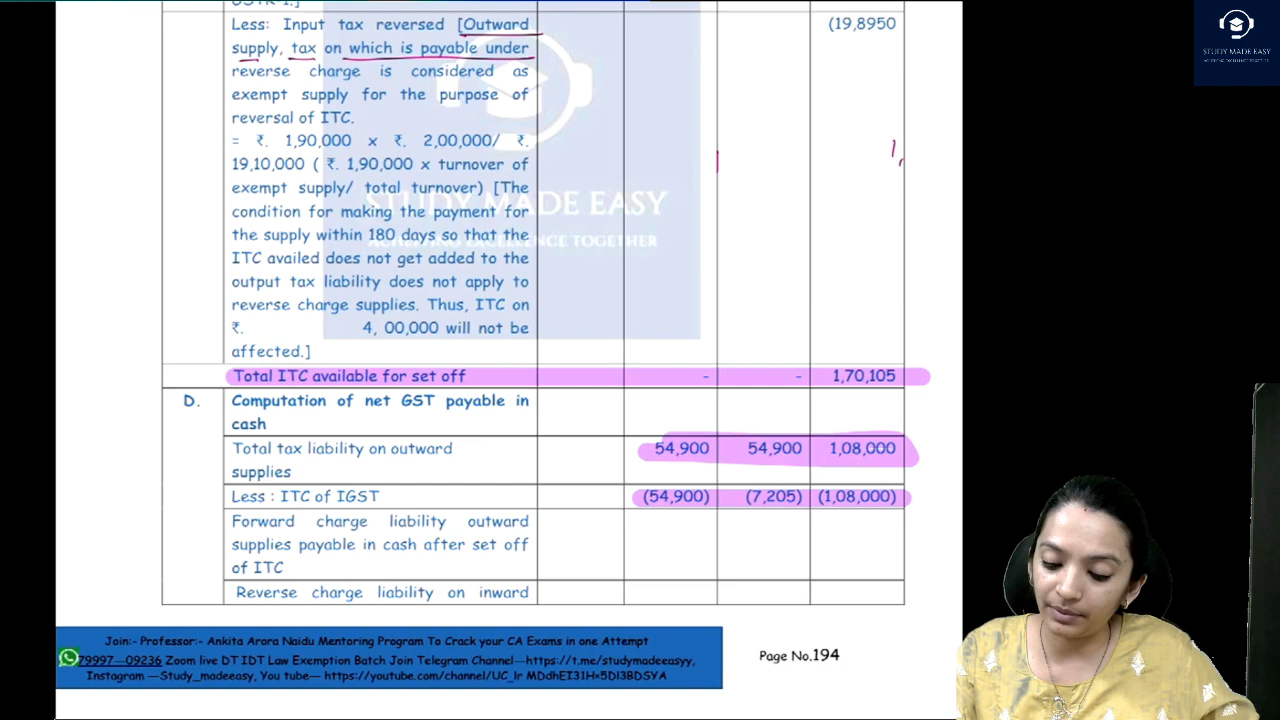 Less: Input tax reversed [Outward (19,8950
supply, tax on which is payable under
reverse charge is considered as
exempt supply for the purpose of
reversal of ITC.
= ₹. 1,90,000 x ₹. 2,00,000/ ₹.
19,10,000 ( ₹. 1,90,000 x turnover of
exempt supply/ total turnover) [The
condition for making the payment for
the supply within 180 days so that the
ITC availed does not get added to the
output tax liability does not apply to
reverse charge supplies. Thus, ITC on
₹. 4, 00,000 will not be
affected.]
Total ITC available for set off - - 1,70,105
D. Computation of net GST payable in
cash
Total tax liability on outward 54,900 54,900 1,08,000
supplies
Less : ITC of IGST (54,900) (7,205) (1,08,000)
Forward charge liability outward
supplies payable in cash after set off
of ITC
Reverse charge liability on inward
STUDY MADE EASY
ACHIEVING EXCELLENCE TOGETHER
Join:- Professor:- Ankita Arora Naidu Mentoring Program To Crack your CA Exams in one Attempt
79997—09236 Zoom live DT IDT Law Exemption Batch Join Telegram Channel—https://t.me/studymadeeasyy,
Instagram —Study_madeeasy, You tube— https://youtube.com/channel/UC_lr MDdhEI31H×5Dl3BDSYA
Page No.194
STUDY MADE EASY